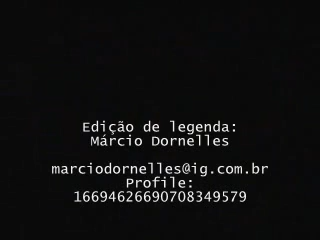 Edição de legenda:
Márcio Dornelles
marciodornelles@ig.com.br
Profile:
16694626690708349579